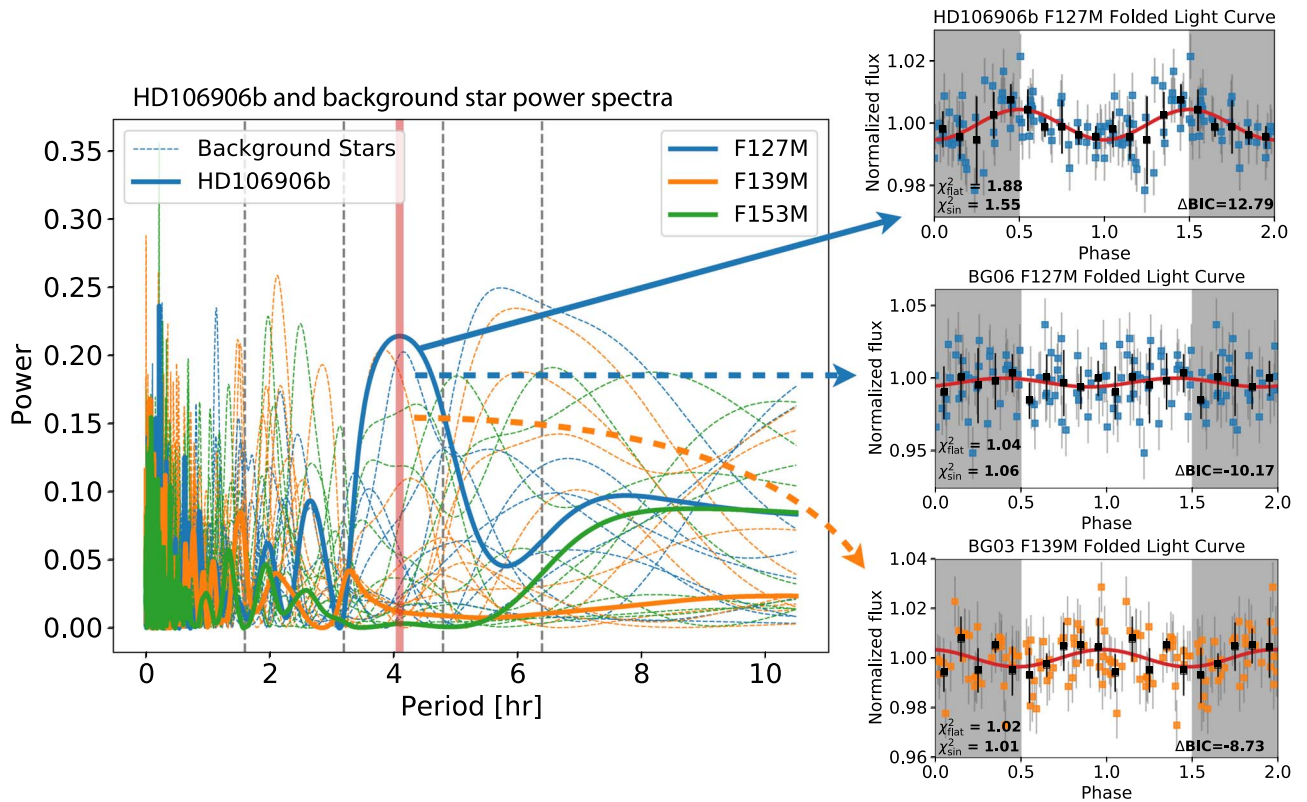 HD106906b and background star power spectra
Background Stars
HD106906b
F127M
F139M
F153M
Power
0.35
0.30
0.25
0.20
0.15
0.10
0.05
0.00
0
2
4
6
8
10
Period [hr]
HD106906b F127M Folded Light Curve
Normalized flux
1.02
1.00
0.98
χ²flat = 1.88
χ²sin = 1.55
ΔBIC=12.79
0.0
0.5
1.0
1.5
2.0
Phase
BG06 F127M Folded Light Curve
Normalized flux
1.05
1.00
0.95
χ²flat = 1.04
χ²sin = 1.06
ΔBIC=-10.17
0.0
0.5
1.0
1.5
2.0
Phase
BG03 F139M Folded Light Curve
Normalized flux
1.04
1.02
1.00
0.98
0.96
χ²flat = 1.02
χ²sin = 1.01
ΔBIC=-8.73
0.0
0.5
1.0
1.5
2.0
Phase